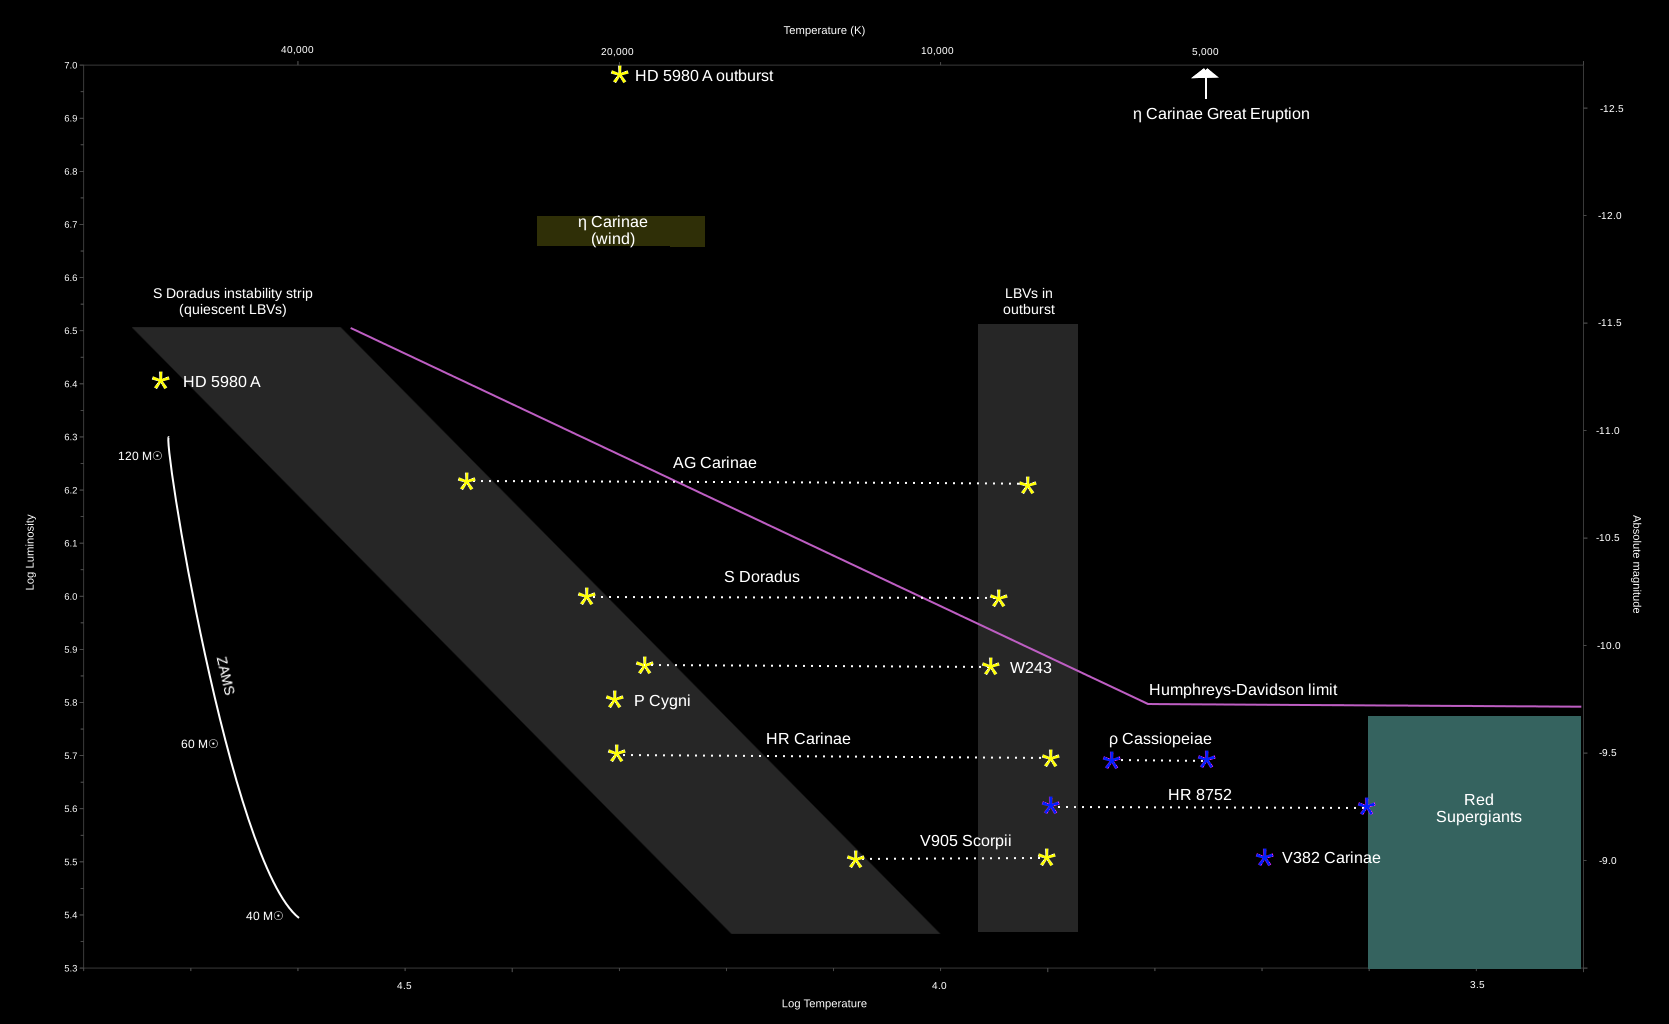 Temperature (K)
40,000
20,000
10,000
5,000
7.0
HD 5980 A outburst
-12.5
η Carinae Great Eruption
6.9
6.8
6.7
η Carinae
(wind)
-12.0
6.6
S Doradus instability strip
(quiescent LBVs)
LBVs in
outburst
6.5
-11.5
6.4
HD 5980 A
6.3
-11.0
120 M☉
AG Carinae
6.2
6.1
-10.5
Log Luminosity
Absolute magnitude
S Doradus
6.0
5.9
-10.0
W243
ZAMS
Humphreys-Davidson limit
5.8
P Cygni
60 M☉
HR Carinae
ρ Cassiopeiae
5.7
-9.5
HR 8752
Red
Supergiants
5.6
V905 Scorpii
5.5
V382 Carinae
-9.0
40 M☉
5.4
5.3
4.5
4.0
3.5
Log Temperature